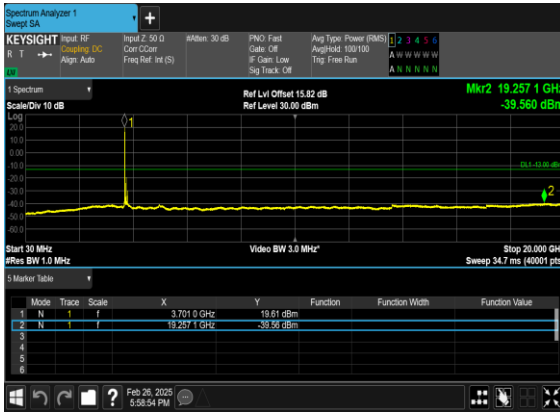 Spectrum Analyzer 1
Swept SA
+
KEYSIGHT Input: RF Input Z: 50 Ω #Atten: 30 dB PNO: Fast Avg Type: Power (RMS) 1 2 3 4 5 6
R T Coupling: DC Corr CCorr Gate: Off Avg|Hold: 100/100 A W W W W W
Align: Auto Freq Ref: Int (S) IF Gain: Low Trig: Free Run
Sig Track: Off A N N N N N
1 Spectrum Ref Lvl Offset 15.82 dB Mkr2 19.257 1 GHz
Scale/Div 10 dB Ref Level 30.00 dBm -39.560 dBm
Log
20.0
10.0
0.00
-10.0
-20.0
-30.0
-40.0
-50.0
-60.0
1
DL1 -13.00 dBm
2
Start 30 MHz Video BW 3.0 MHz* Stop 20.000 GHz
#Res BW 1.0 MHz Sweep 34.7 ms (40001 pts)
5 Marker Table
Mode Trace Scale X Y Function Function Width Function Value
1 N 1 f 3.701 0 GHz 19.61 dBm
2 N 1 f 19.257 1 GHz -39.56 dBm
3
4
5
6
? Feb 26, 2025
5:58:54 PM